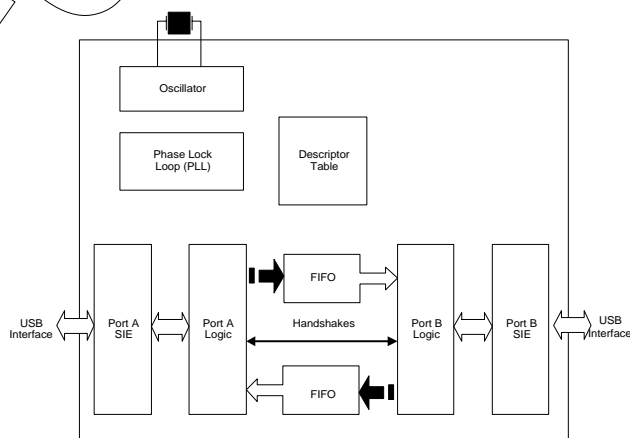 Oscillator
Phase Lock
Loop (PLL)
Descriptor
Table
USB
Interface
Port A
SIE
Port A
Logic
FIFO
Handshakes
FIFO
Port B
Logic
Port B
SIE
USB
Interface